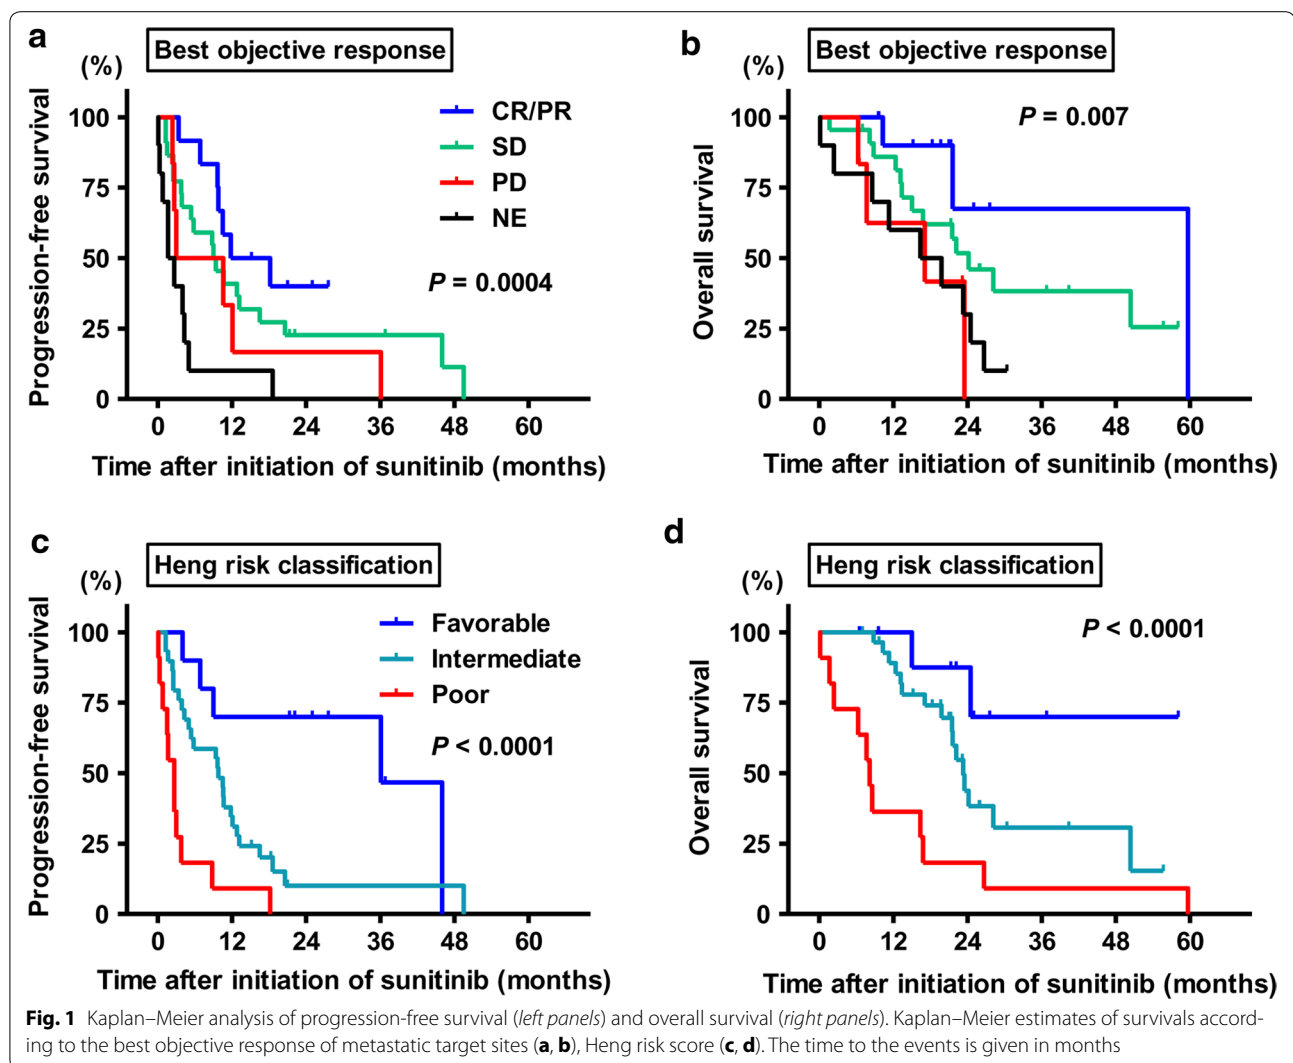 a
Best objective response
(%)
Progression-free survival
100
75
50
25
0
CR/PR
SD
PD
NE
P = 0.0004
0 12 24 36 48 60
Time after initiation of sunitinib (months)
b
Best objective response
(%)
Overall survival
100
75
50
25
0
P = 0.007
0 12 24 36 48 60
Time after initiation of sunitinib (months)
c
Heng risk classification
(%)
Progression-free survival
100
75
50
25
0
Favorable
Intermediate
Poor
P < 0.0001
0 12 24 36 48 60
Time after initiation of sunitinib (months)
d
Heng risk classification
(%)
Overall survival
100
75
50
25
0
P < 0.0001
0 12 24 36 48 60
Time after initiation of sunitinib (months)
Fig. 1 Kaplan–Meier analysis of progression-free survival (left panels) and overall survival (right panels). Kaplan–Meier estimates of survivals accord-
ing to the best objective response of metastatic target sites (a, b), Heng risk score (c, d). The time to the events is given in months